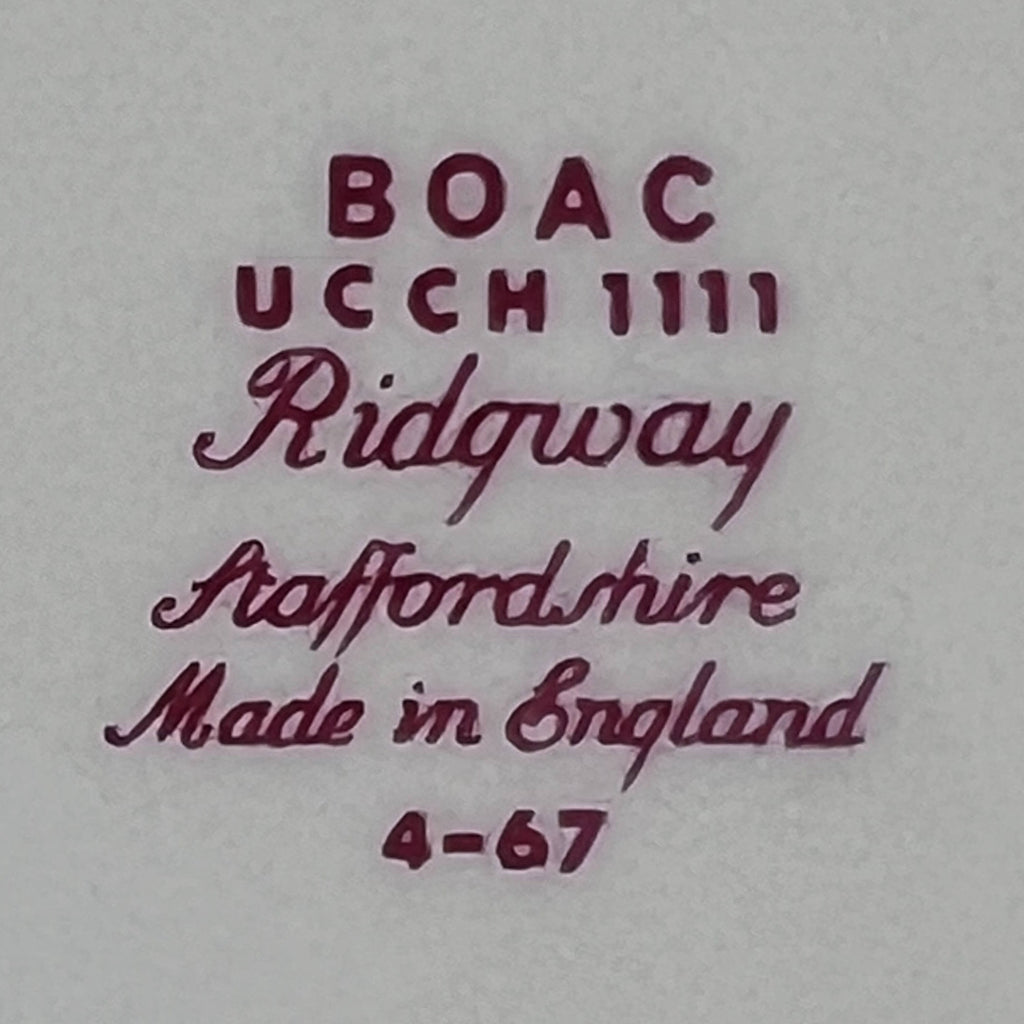 BOAC
UCCH 1111
Ridgway
Staffordshire
Made in England
4-67